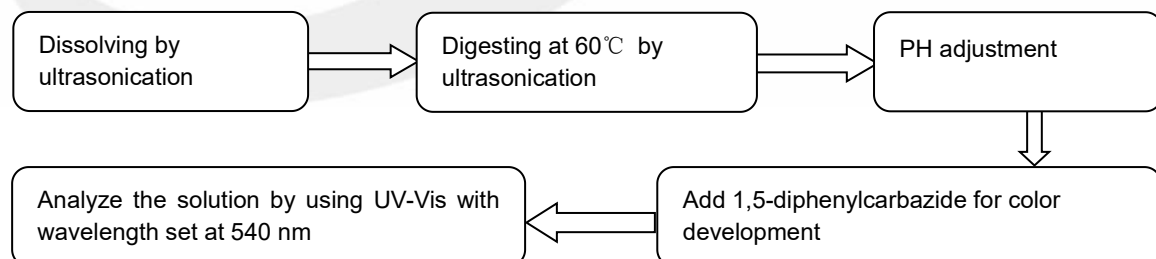 Dissolving by
ultrasonication
Digesting at 60℃ by
ultrasonication
PH adjustment
Add 1,5-diphenylcarbazide for color
development
Analyze the solution by using UV-Vis with
wavelength set at 540 nm